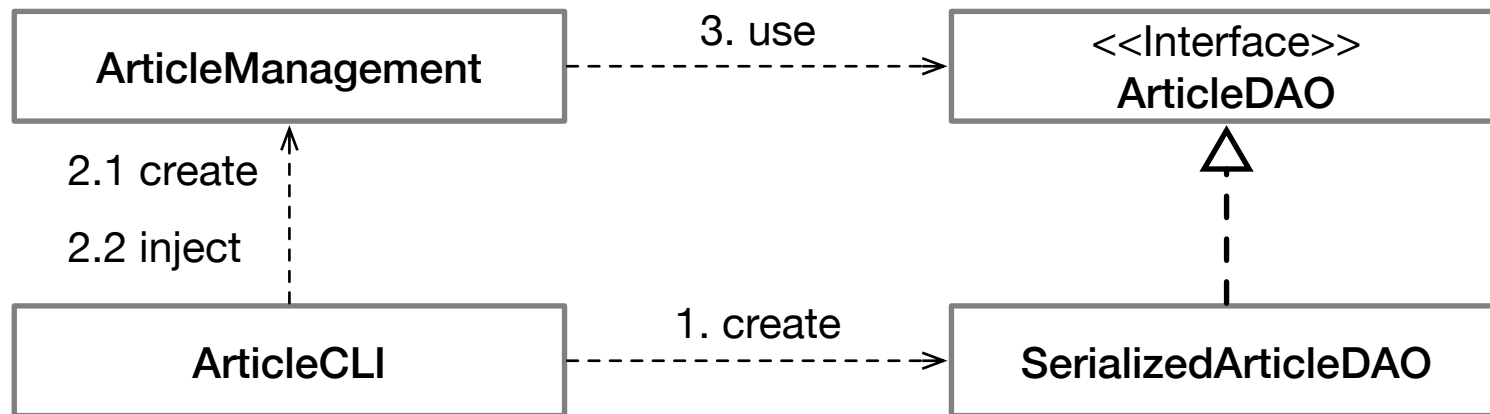 ArticleManagement
3. use
<<Interface>>
ArticleDAO
2.1 create
2.2 inject
ArticleCLI
1. create
SerializedArticleDAO